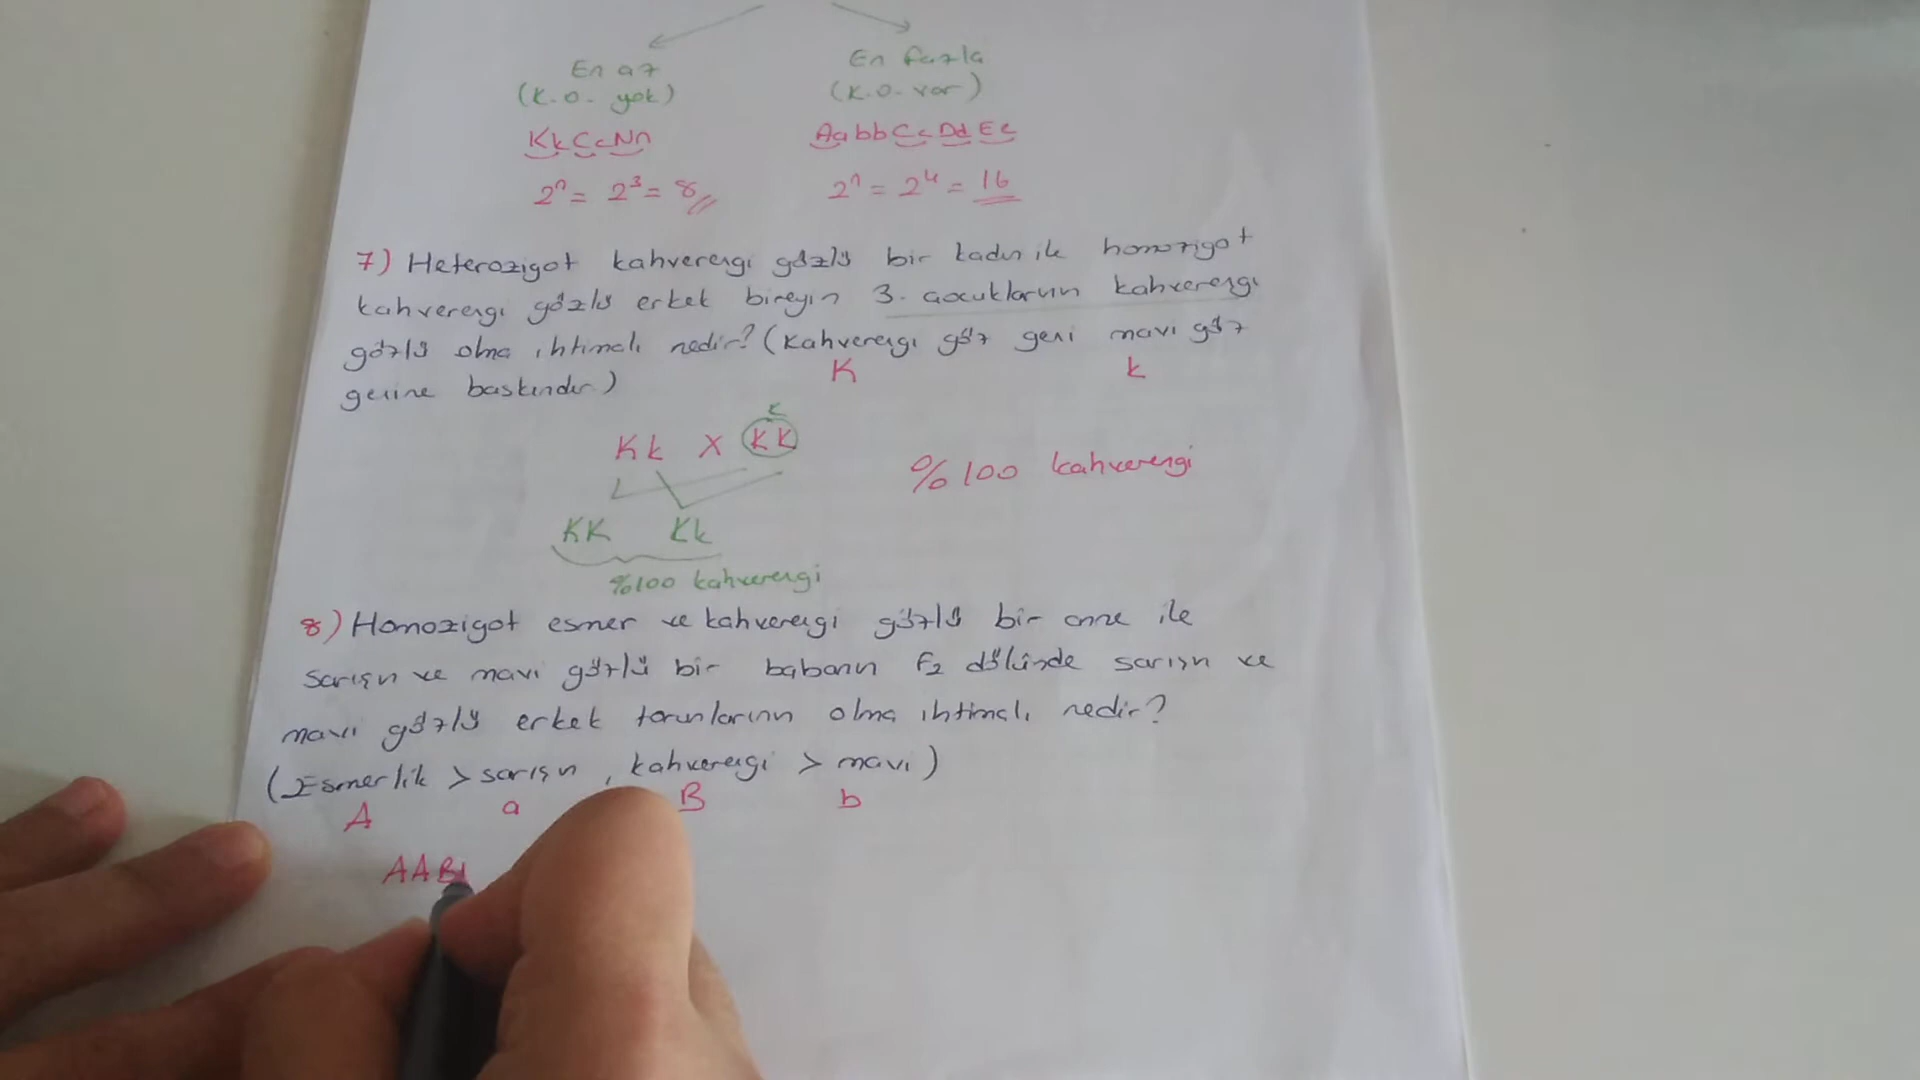 En az
(K.O. yok)
KkCcNn
2ⁿ = 2³ = 8
En fazla
(K.O. var)
AabbCcDdEe
2ⁿ = 2⁴ = 16
7) Heterozigot kahverengi gözlü bir kadın ile homozigot
kahverengi gözlü erkek bireyin 3. çocuklarının kahverengi
gözlü olma ihtimali nedir? (Kahverengi göz geni mavi göz
K k
genine baskındır)
Kk X KK
%100 kahverengi
KK Kk
%100 kahverengi
8) Homozigot esmer ve kahverengi gözlü bir anne ile
sarışın ve mavi gözlü bir babanın F₂ dölünde sarışın ve
mavi gözlü erkek torunlarının olma ihtimali nedir?
(Esmerlik > sarışın, kahverengi > mavi)
A a B b
AAB